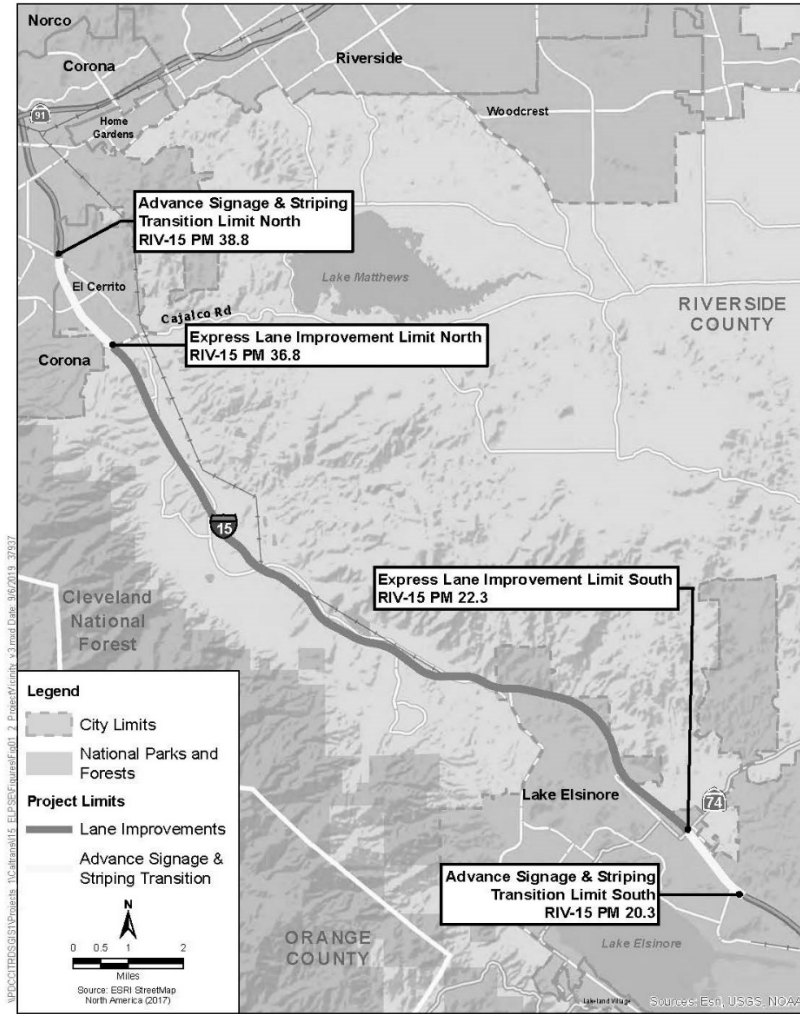 Norco
Corona
Riverside
91
Home
Gardens
Woodcrest
Advance Signage & Striping
Transition Limit North
RIV-15 PM 38.8
Lake Matthews
El Cerrito
Cajalco Rd
RIVERSIDE
COUNTY
Express Lane Improvement Limit North
RIV-15 PM 36.8
Corona
15
Express Lane Improvement Limit South
RIV-15 PM 22.3
Cleveland
National
Forest
Legend
City Limits
National Parks and
Forests
Project Limits
Lane Improvements
Advance Signage &
Striping Transition
N
0 0.5 1 2
Miles
Source: ESRI StreetMap
North America (2017)
Lake Elsinore
74
Advance Signage & Striping
Transition Limit South
RIV-15 PM 20.3
ORANGE
COUNTY
Lake Elsinore
Lakeland Village
Sources: Esri, USGS, NOAA